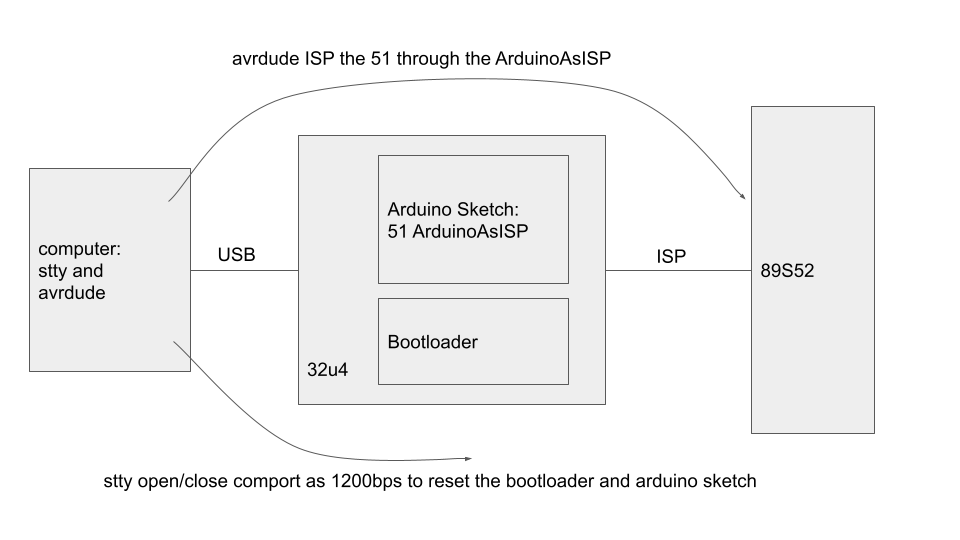 avrdude ISP the 51 through the ArduinoAsISP
Arduino Sketch:
51 ArduinoAsISP
computer:
stty and
avrdude
USB
ISP
89S52
Bootloader
32u4
stty open/close comport as 1200bps to reset the bootloader and arduino sketch